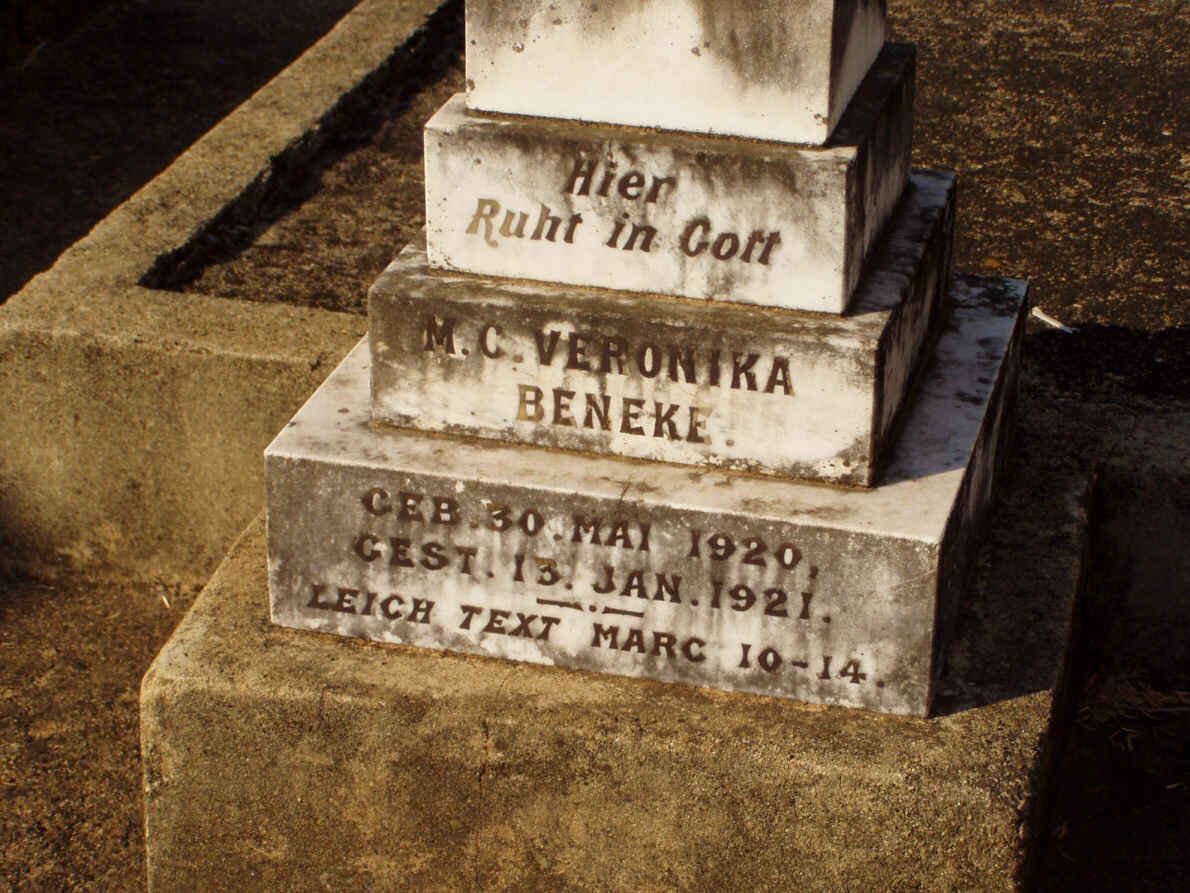 Hier
Ruht in Gott
M.C. VERONIKA
BENEKE.
GEB. 30. MAI 1920,
GEST. 13. JAN. 1921.
LEICH TEXT MARC 10-14.